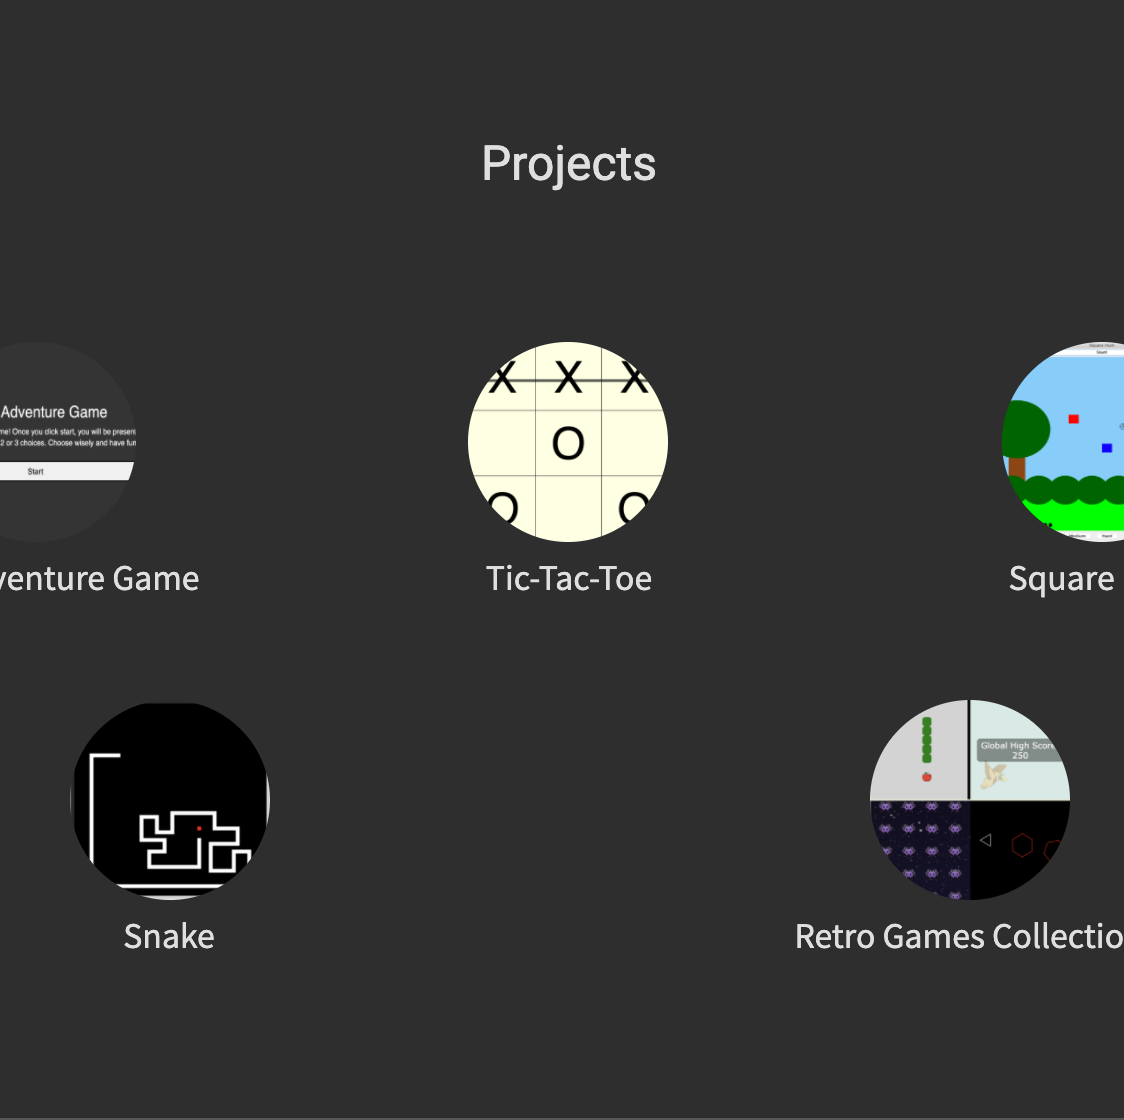 Projects
Adventure Game
me! Once you click start, you will be present
2 or 3 choices. Choose wisely and have fun
Start
X X X
O
O O
venture Game
Tic-Tac-Toe
Square
Global High Score
250
Snake
Retro Games Collectio